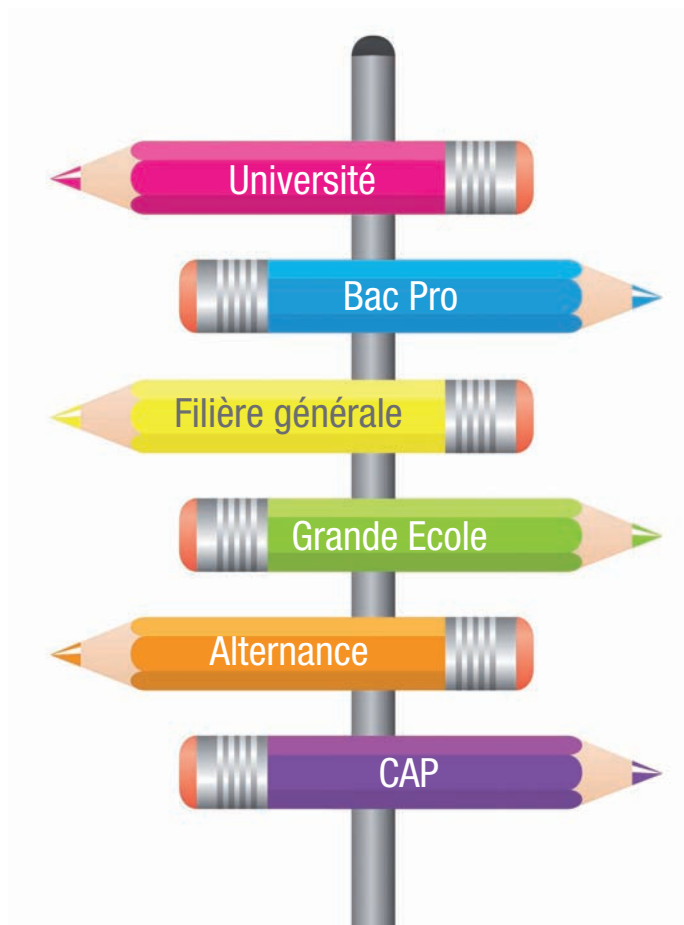 Université
Bac Pro
Filière générale
Grande Ecole
Alternance
CAP